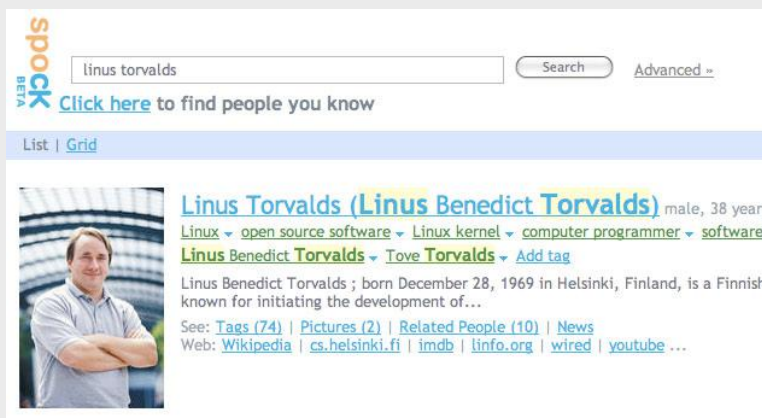 spock
BETA
linus torvalds
Search
Advanced »
Click here to find people you know
List | Grid
Linus Torvalds (Linus Benedict Torvalds) male, 38 year
Linux open source software Linux kernel computer programmer software
Linus Benedict Torvalds Tove Torvalds Add tag
Linus Benedict Torvalds ; born December 28, 1969 in Helsinki, Finland, is a Finnish
known for initiating the development of...
See: Tags (74) | Pictures (2) | Related People (10) | News
Web: Wikipedia | cs.helsinki.fi | imdb | linfo.org | wired | youtube ...